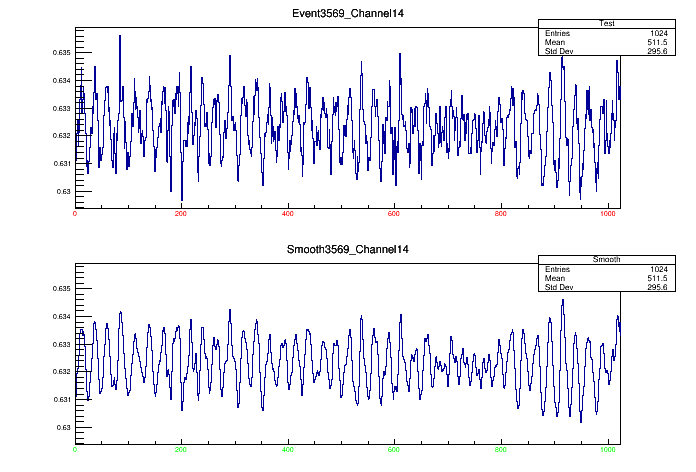 Event3569_Channel14
Test
Entries 1024
Mean 511.5
Std Dev 295.6
0.635
0.634
0.633
0.632
0.631
0.63
0 200 400 600 800 1000
Smooth3569_Channel14
Smooth
Entries 1024
Mean 511.5
Std Dev 295.6
0.635
0.634
0.633
0.632
0.631
0.63
0 200 400 600 800 1000